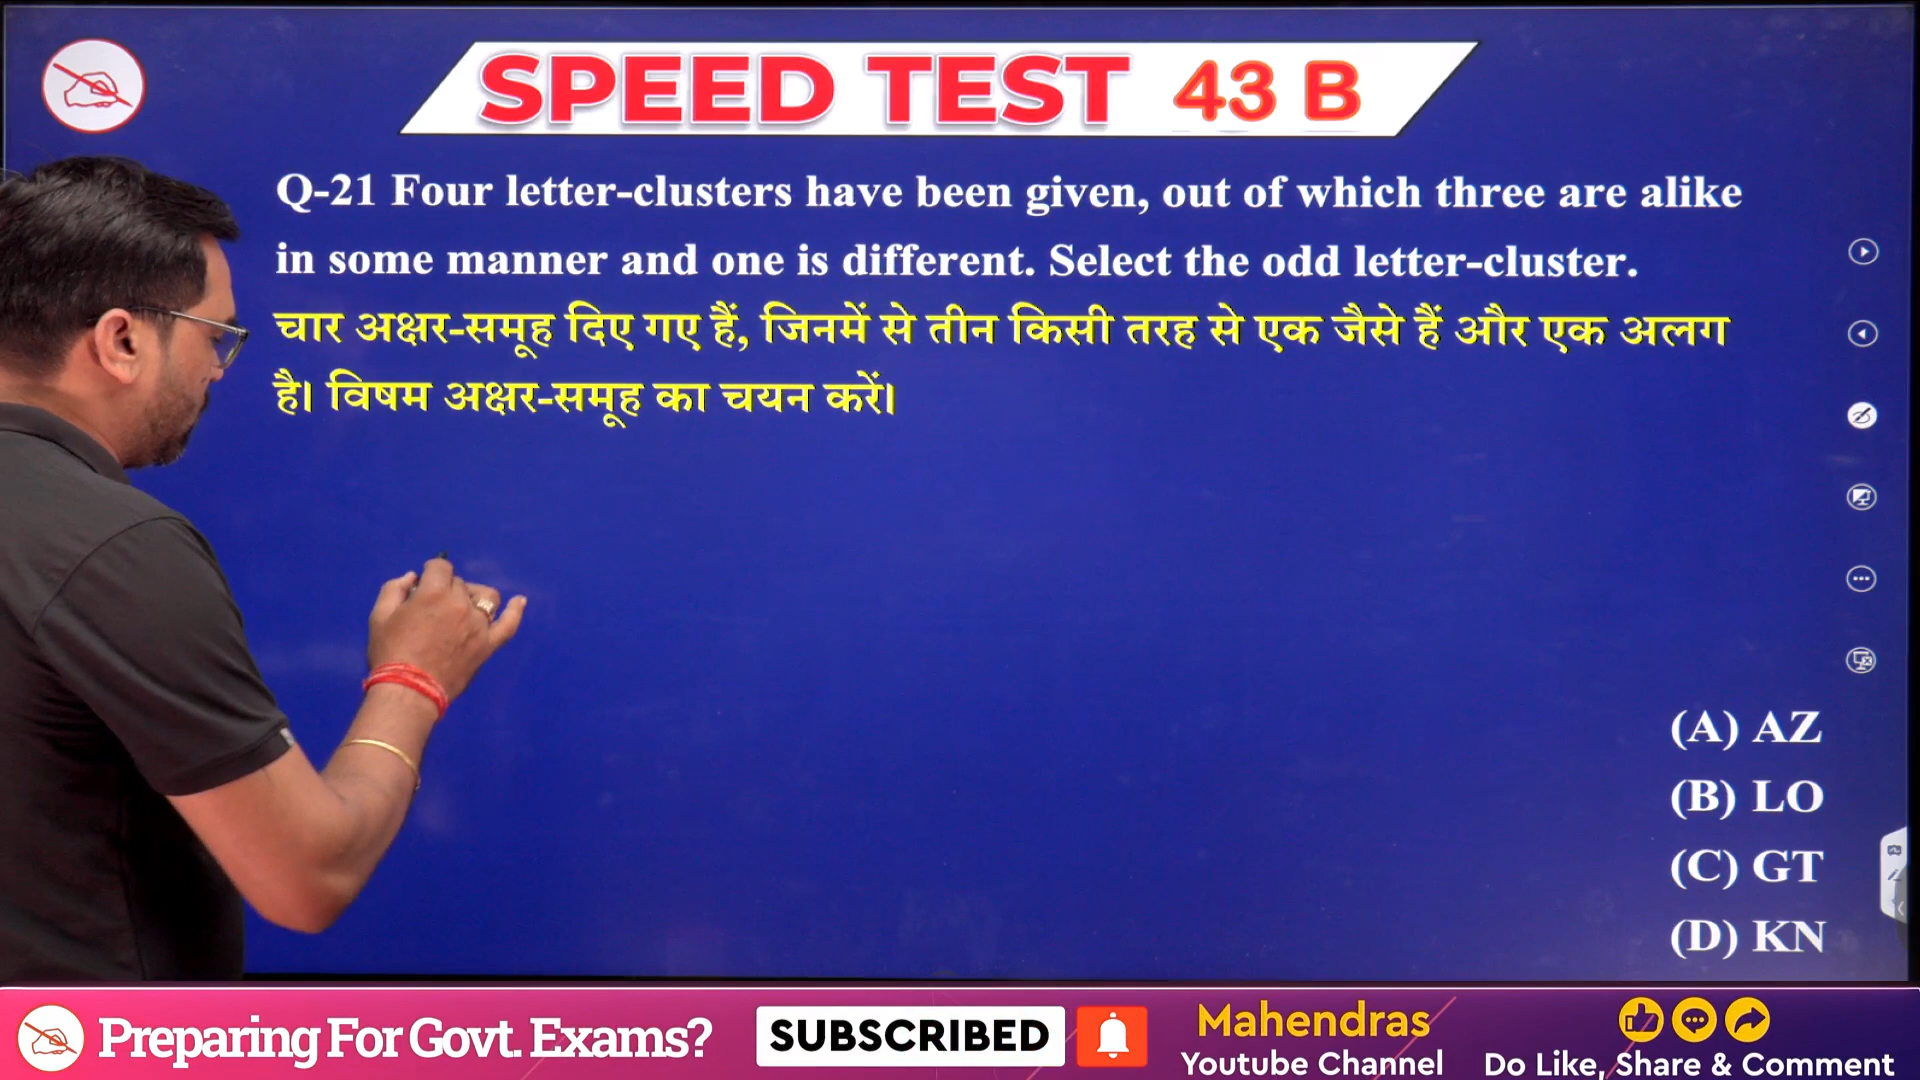 SPEED TEST 43 B
Q-21 Four letter-clusters have been given, out of which three are alike
in some manner and one is different. Select the odd letter-cluster.
चार अक्षर-समूह दिए गए हैं, जिनमें से तीन किसी तरह से एक जैसे हैं और एक अलग
है। विषम अक्षर-समूह का चयन करें।
(A) AZ
(B) LO
(C) GT
(D) KN
Preparing For Govt. Exams?
SUBSCRIBED
Mahendras
Youtube Channel
Do Like, Share & Comment